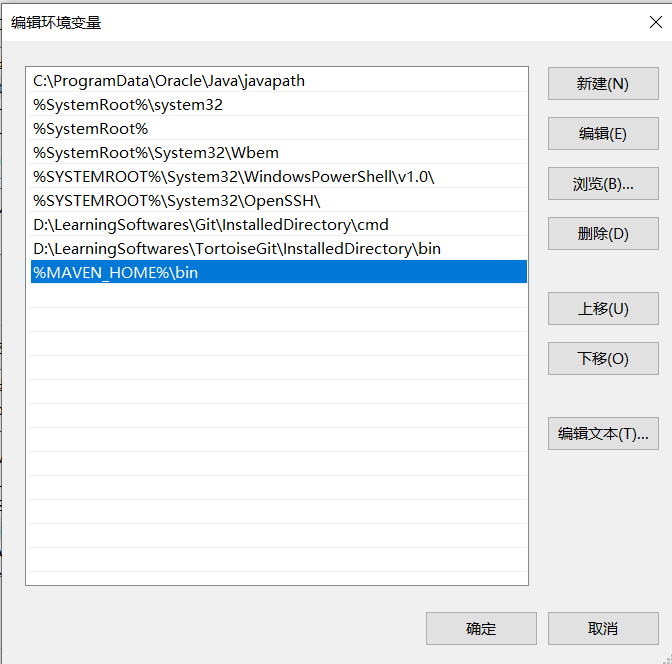 编辑环境变量
C:\ProgramData\Oracle\Java\javapath
%SystemRoot%\system32
%SystemRoot%
%SystemRoot%\System32\Wbem
%SYSTEMROOT%\System32\WindowsPowerShell\v1.0\
%SYSTEMROOT%\System32\OpenSSH\
D:\LearningSoftwares\Git\InstalledDirectory\cmd
D:\LearningSoftwares\TortoiseGit\InstalledDirectory\bin
%MAVEN_HOME%\bin
新建(N)
编辑(E)
浏览(B)...
删除(D)
上移(U)
下移(O)
编辑文本(T)...
确定
取消